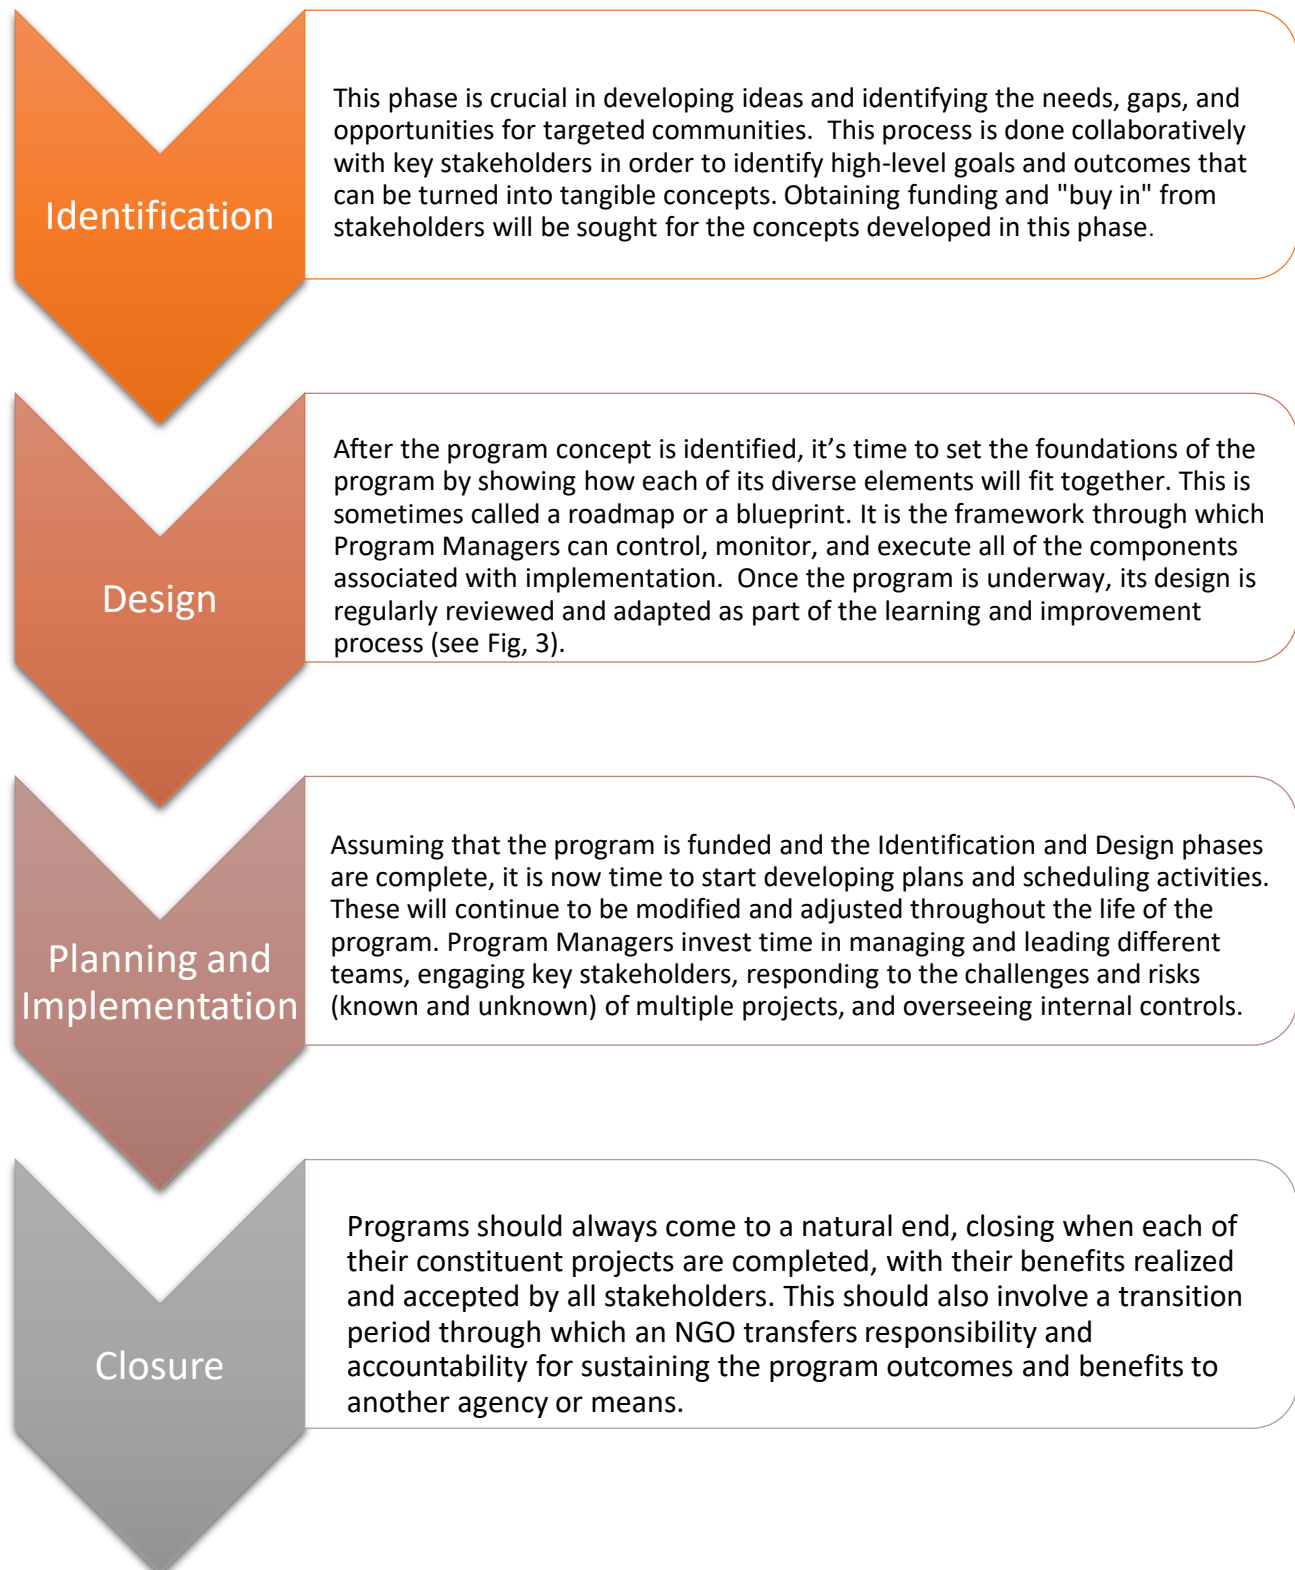 Identification
This phase is crucial in developing ideas and identifying the needs, gaps, and
opportunities for targeted communities.  This process is done collaboratively
with key stakeholders in order to identify high-level goals and outcomes that
can be turned into tangible concepts. Obtaining funding and "buy in" from
stakeholders will be sought for the concepts developed in this phase.
Design
After the program concept is identified, it’s time to set the foundations of the
program by showing how each of its diverse elements will fit together. This is
sometimes called a roadmap or a blueprint. It is the framework through which
Program Managers can control, monitor, and execute all of the components
associated with implementation.  Once the program is underway, its design is
regularly reviewed and adapted as part of the learning and improvement
process (see Fig, 3).
Planning and
Implementation
Assuming that the program is funded and the Identification and Design phases
are complete, it is now time to start developing plans and scheduling activities.
These will continue to be modified and adjusted throughout the life of the
program. Program Managers invest time in managing and leading different
teams, engaging key stakeholders, responding to the challenges and risks
(known and unknown) of multiple projects, and overseeing internal controls.
Closure
Programs should always come to a natural end, closing when each of
their constituent projects are completed, with their benefits realized
and accepted by all stakeholders. This should also involve a transition
period through which an NGO transfers responsibility and
accountability for sustaining the program outcomes and benefits to
another agency or means.